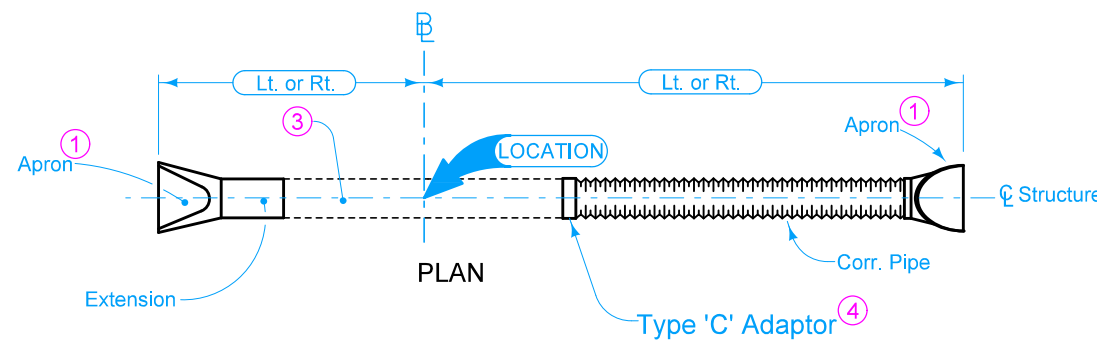 BL
Lt. or Rt.
Lt. or Rt.
3
1
Apron
LOCATION
Apron
1
CL Structure
PLAN
Extension
Corr. Pipe
Type 'C' Adaptor
4